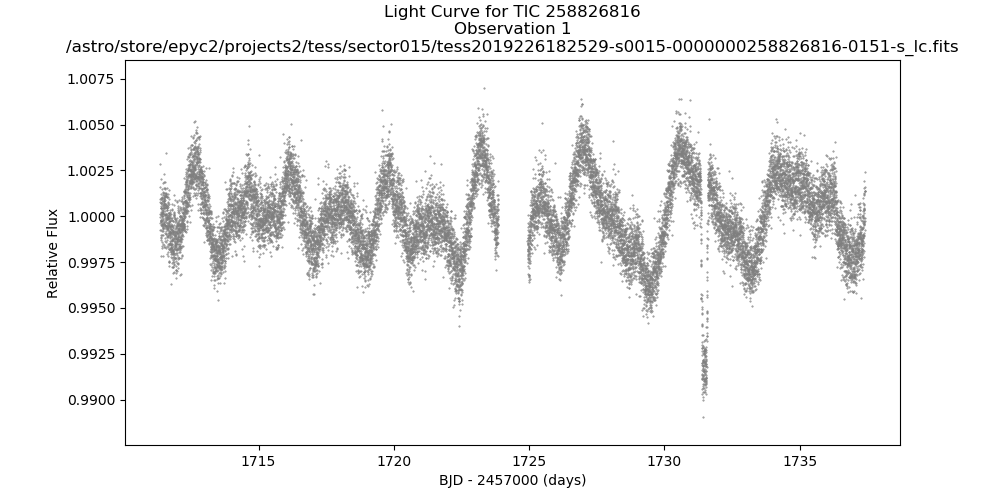 Light Curve for TIC 258826816
Observation 1
/astro/store/epyc2/projects2/tess/sector015/tess2019226182529-s0015-0000000258826816-0151-s_lc.fits
1.0075
1.0050
1.0025
1.0000
0.9975
0.9950
0.9925
0.9900
Relative Flux
1715
1720
1725
1730
1735
BJD - 2457000 (days)